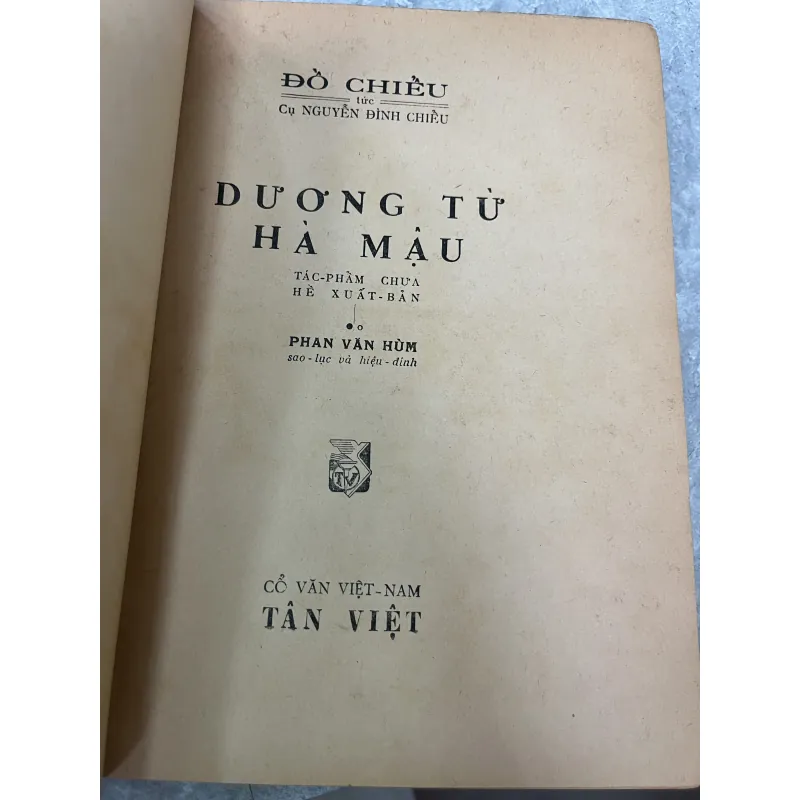 ĐỒ CHIỂU
tức
Cụ NGUYỄN ĐÌNH CHIỂU
DƯƠNG TỪ
HÀ MẬU
TÁC-PHẨM CHƯA
HỀ XUẤT-BẢN
PHAN VĂN HÙM
sao-lục và hiệu-đính
TV
CỔ VĂN VIỆT-NAM
TÂN VIỆT